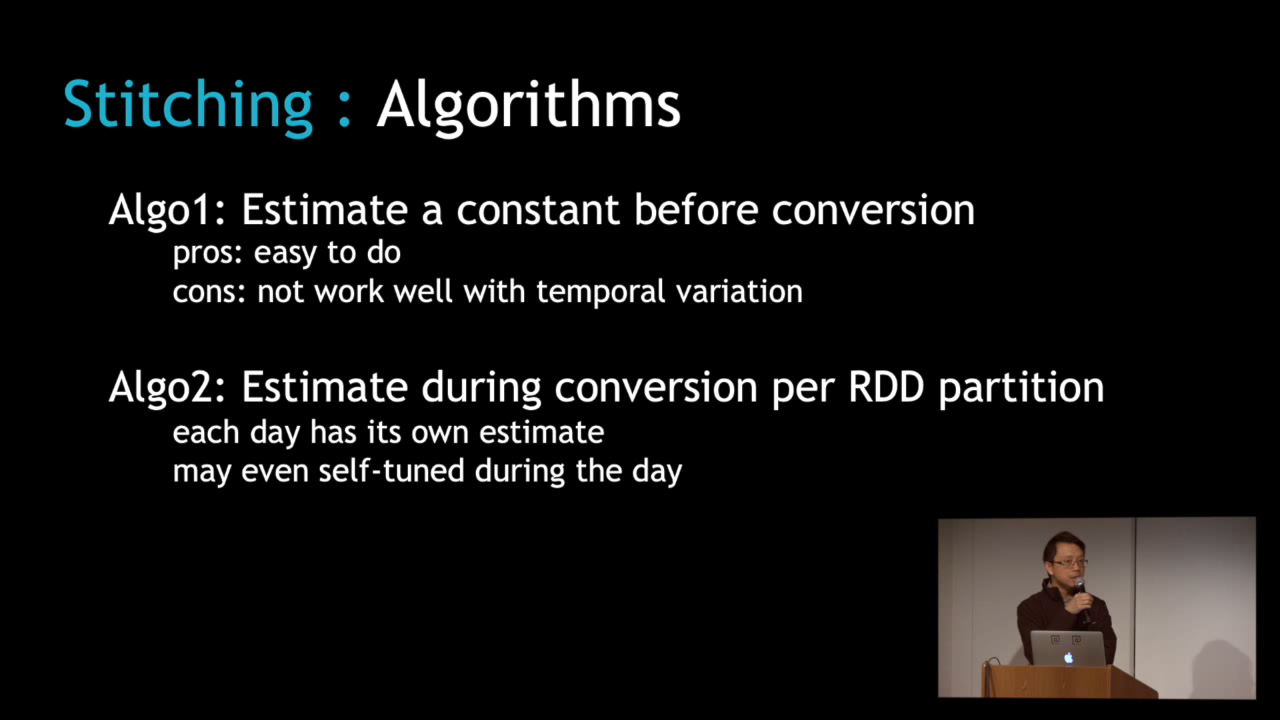 Stitching : Algorithms
Algo1: Estimate a constant before conversion
pros: easy to do
cons: not work well with temporal variation
Algo2: Estimate during conversion per RDD partition
each day has its own estimate
may even self-tuned during the day